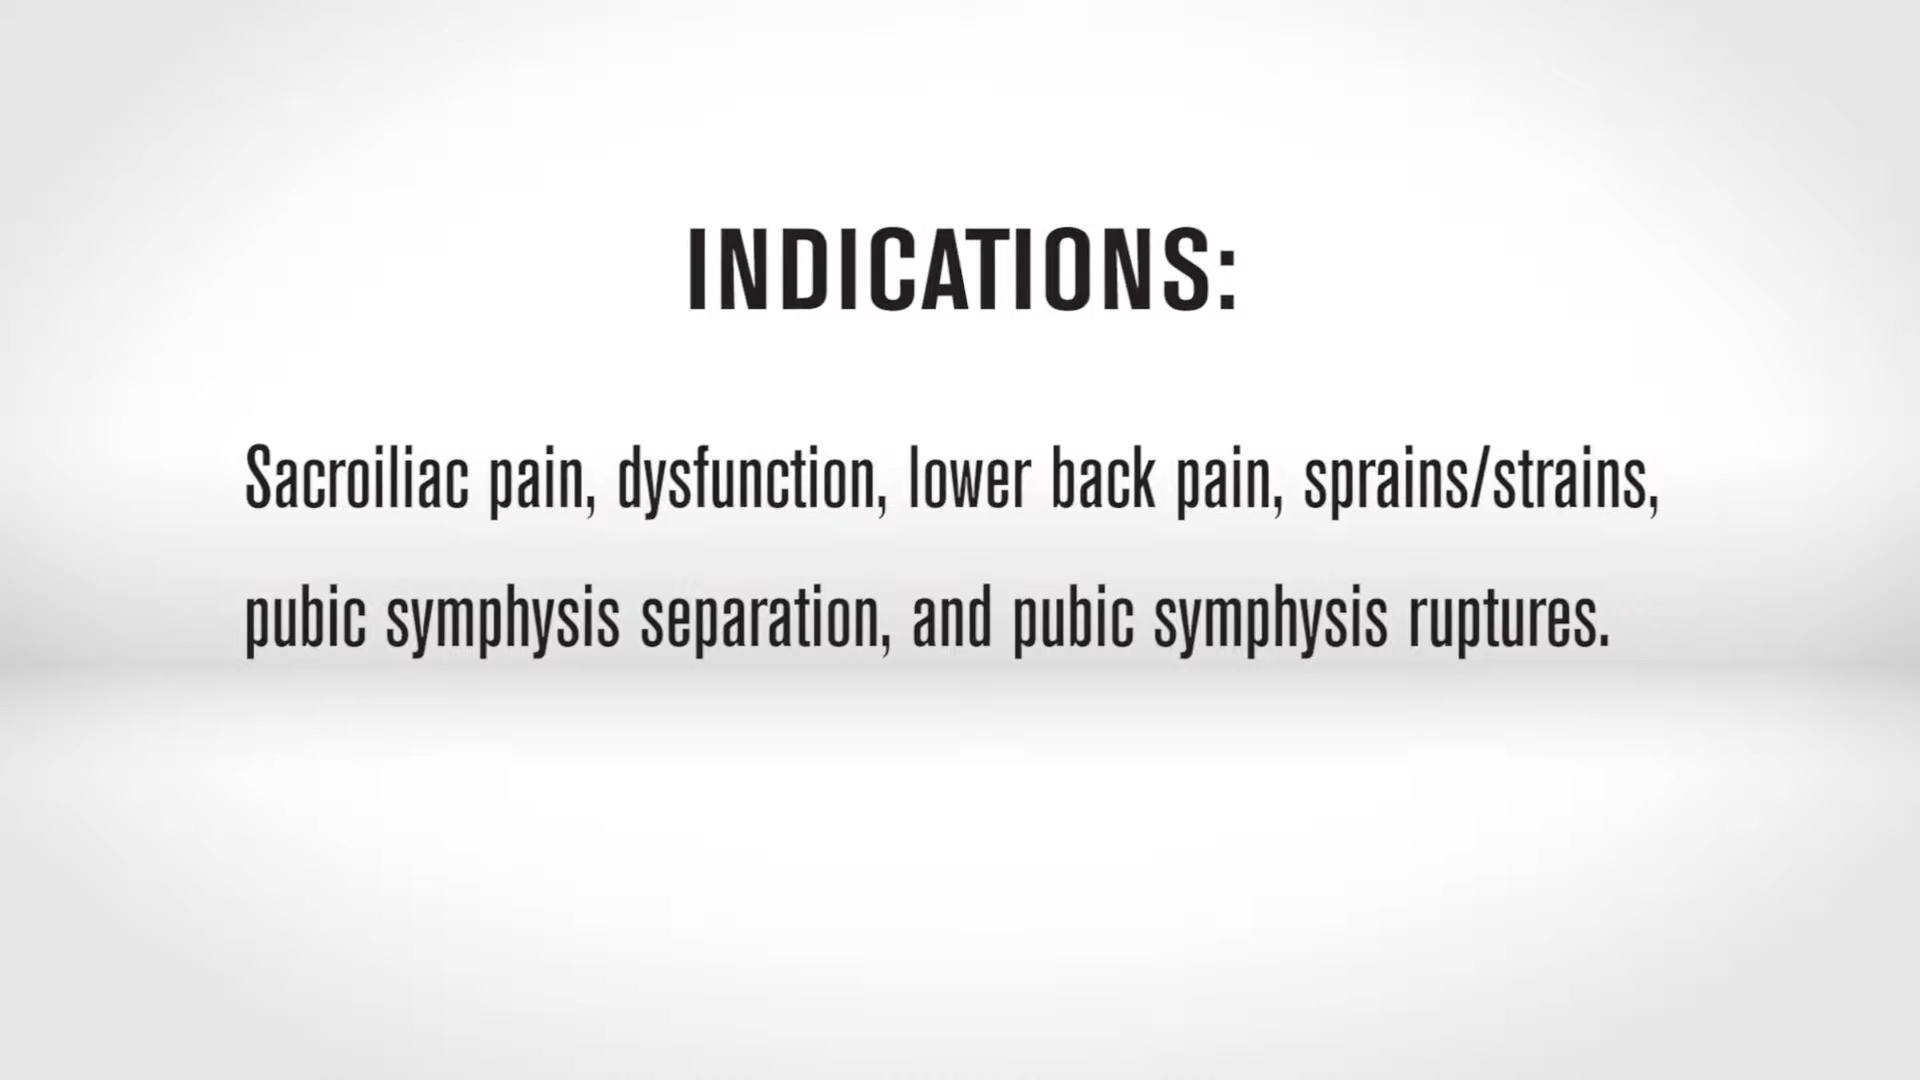 INDICATIONS:
Sacroiliac pain, dysfunction, lower back pain, sprains/strains,
pubic symphysis separation, and pubic symphysis ruptures.